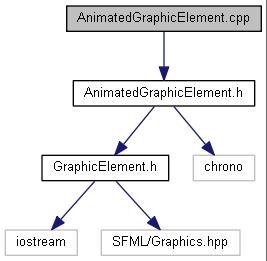 AnimatedGraphicElement.cpp
AnimatedGraphicElement.h
GraphicElement.h
chrono
iostream
SFML/Graphics.hpp